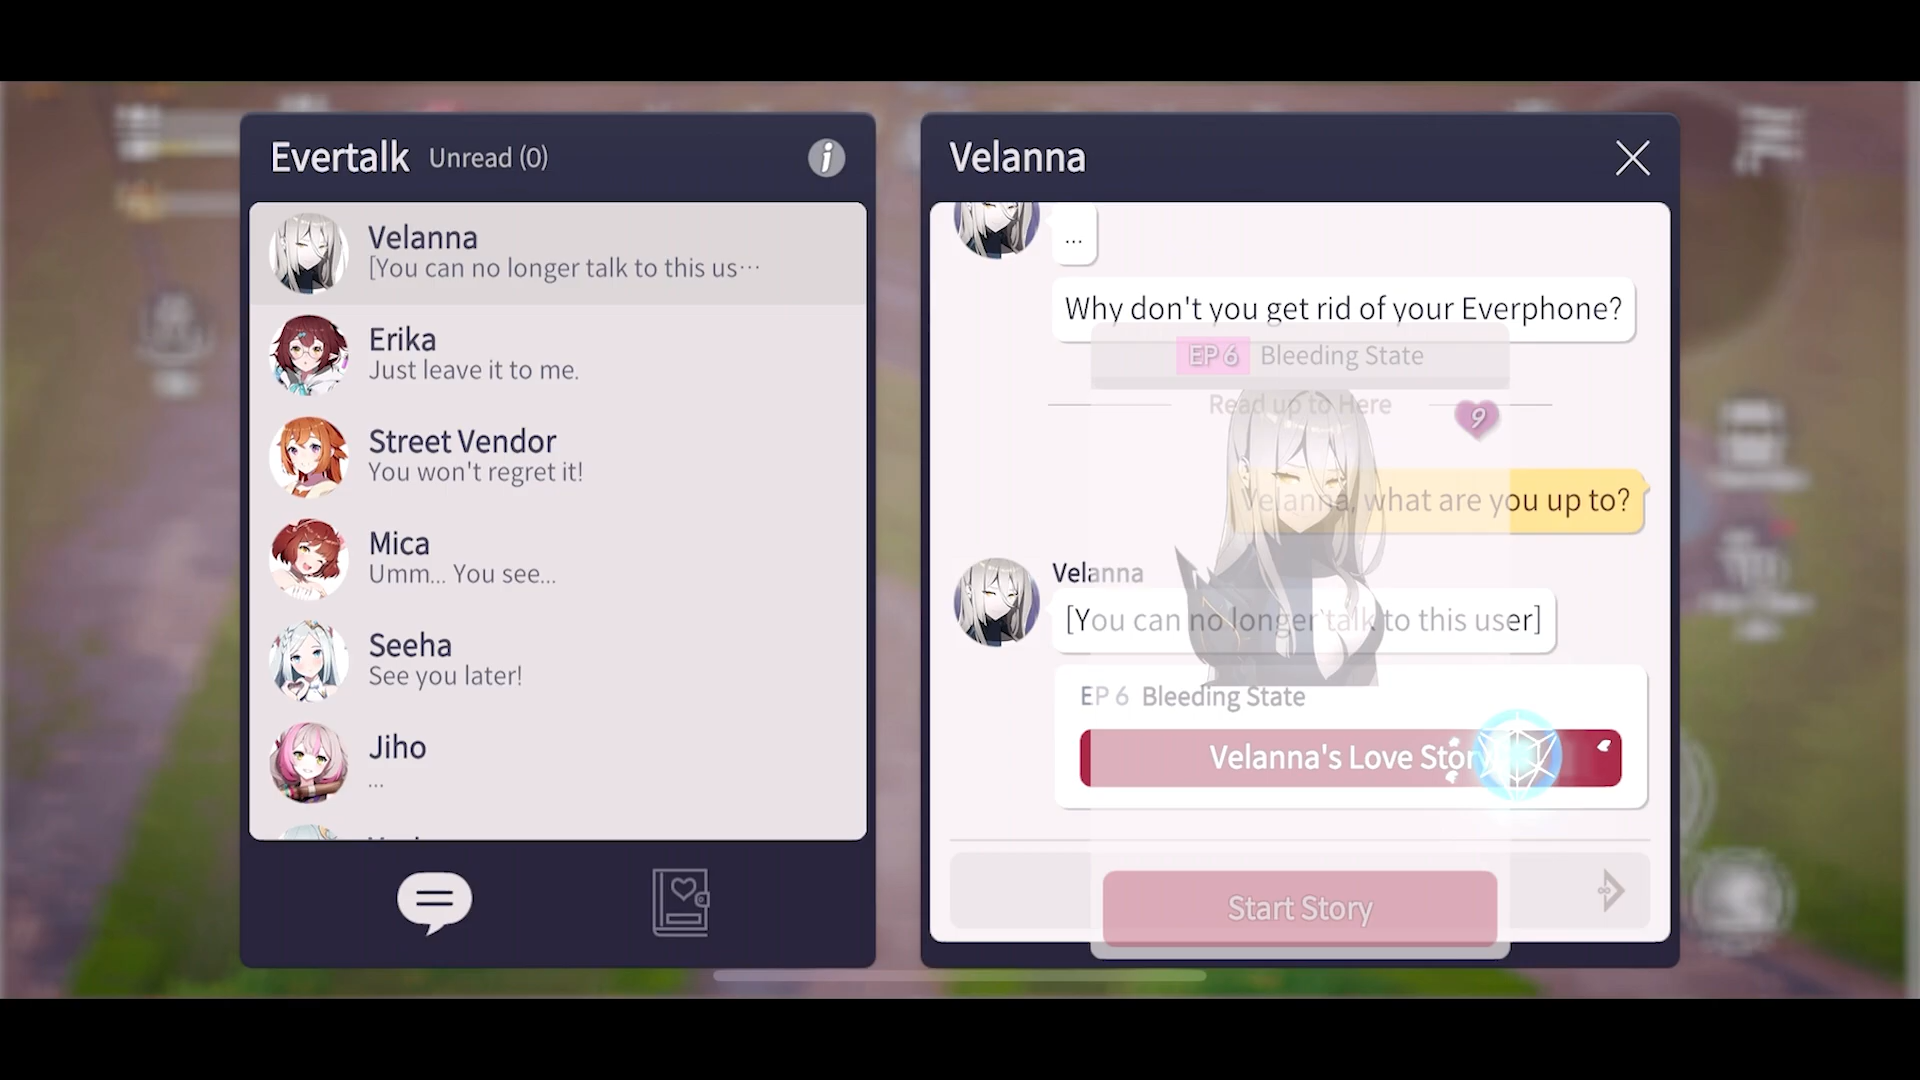 Evertalk Unread (0)
Velanna
[You can no longer talk to this us···
Erika
Just leave it to me.
Street Vendor
You won't regret it!
Mica
Umm... You see...
Seeha
See you later!
Jiho
...
Velanna
...
Why don't you get rid of your Everphone?
EP 6 Bleeding State
Read up to Here
9
Velanna, what are you up to?
Velanna
[You can no longer talk to this user]
EP 6 Bleeding State
Velanna's Love Story
Start Story